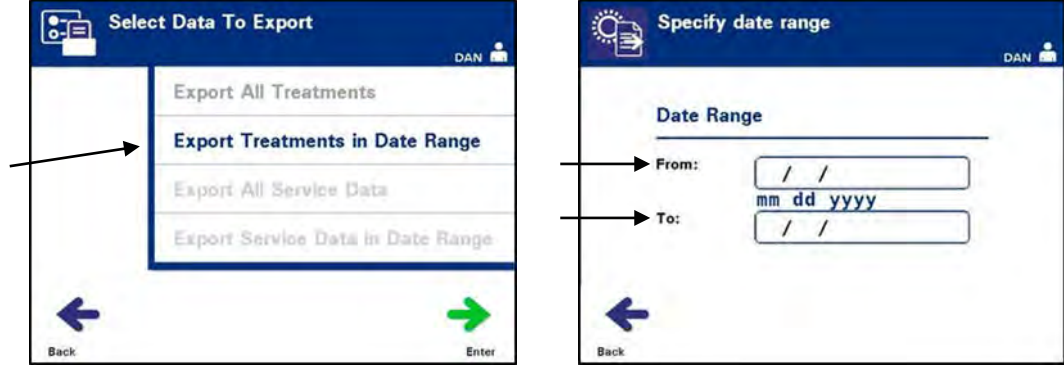 Select Data To Export
DAN
Export All Treatments
Export Treatments in Date Range
Export All Service Data
Export Service Data in Date Range
Back
Enter
Specify date range
DAN
Date Range
From:
/ /
mm dd yyyy
To:
/ /
Back